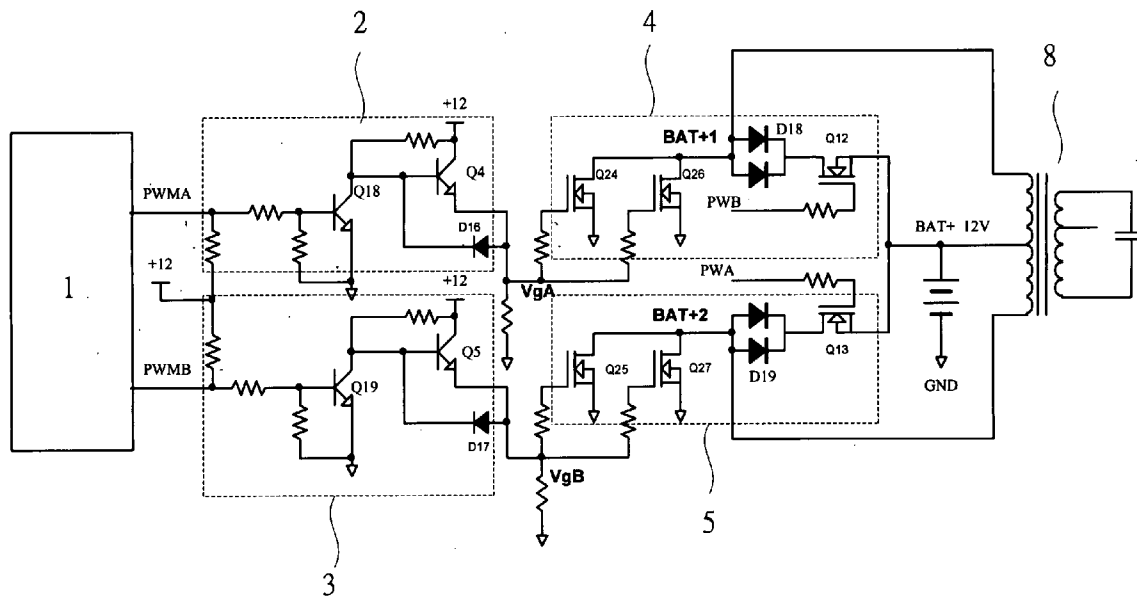 2
4
8
+12
BAT+1
D18
Q12
Q4
Q24
Q26
PWMA
Q18
PWB
D16
BAT+ 12V
+12
PWA
1
VgA
+12
BAT+2
Q13
Q5
D19
Q25
Q27
GND
PWMB
Q19
D17
VgB
5
3